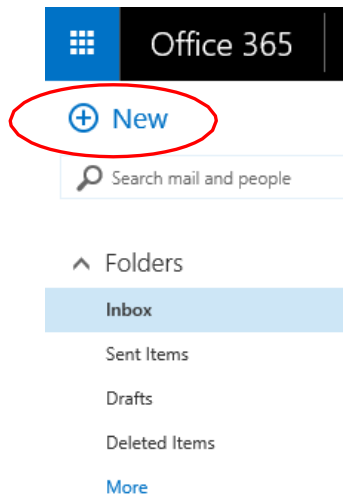 Office 365
New
Search mail and people
Folders
Inbox
Sent Items
Drafts
Deleted Items
More